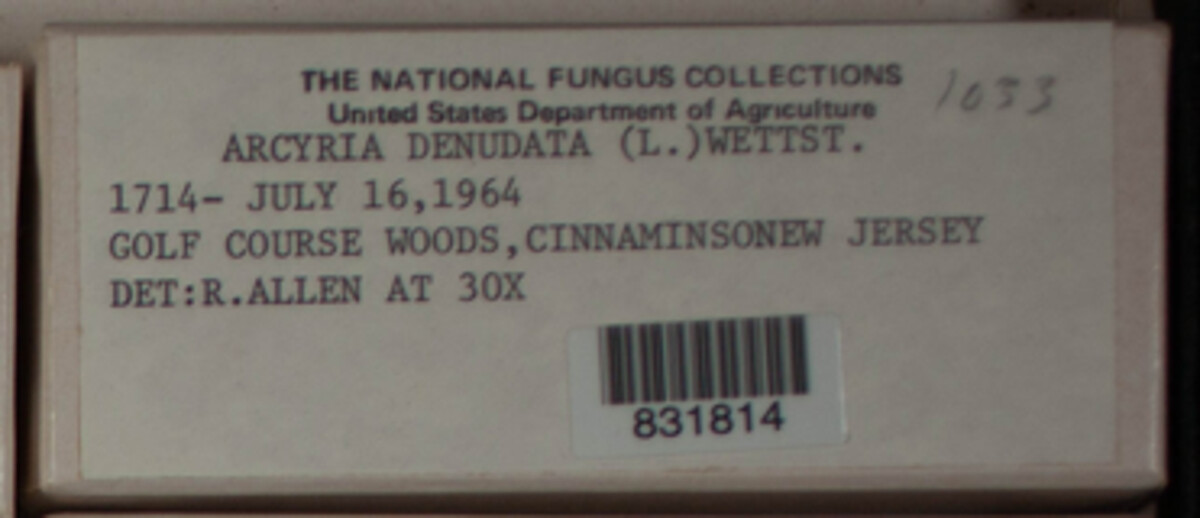 THE NATIONAL FUNGUS COLLECTIONS
1033
United States Department of Agriculture
ARCYRIA DENUDATA (L.)WETTST.
1714- JULY 16,1964
GOLF COURSE WOODS,CINNAMINSONEW JERSEY
DET:R.ALLEN AT 30X
831814